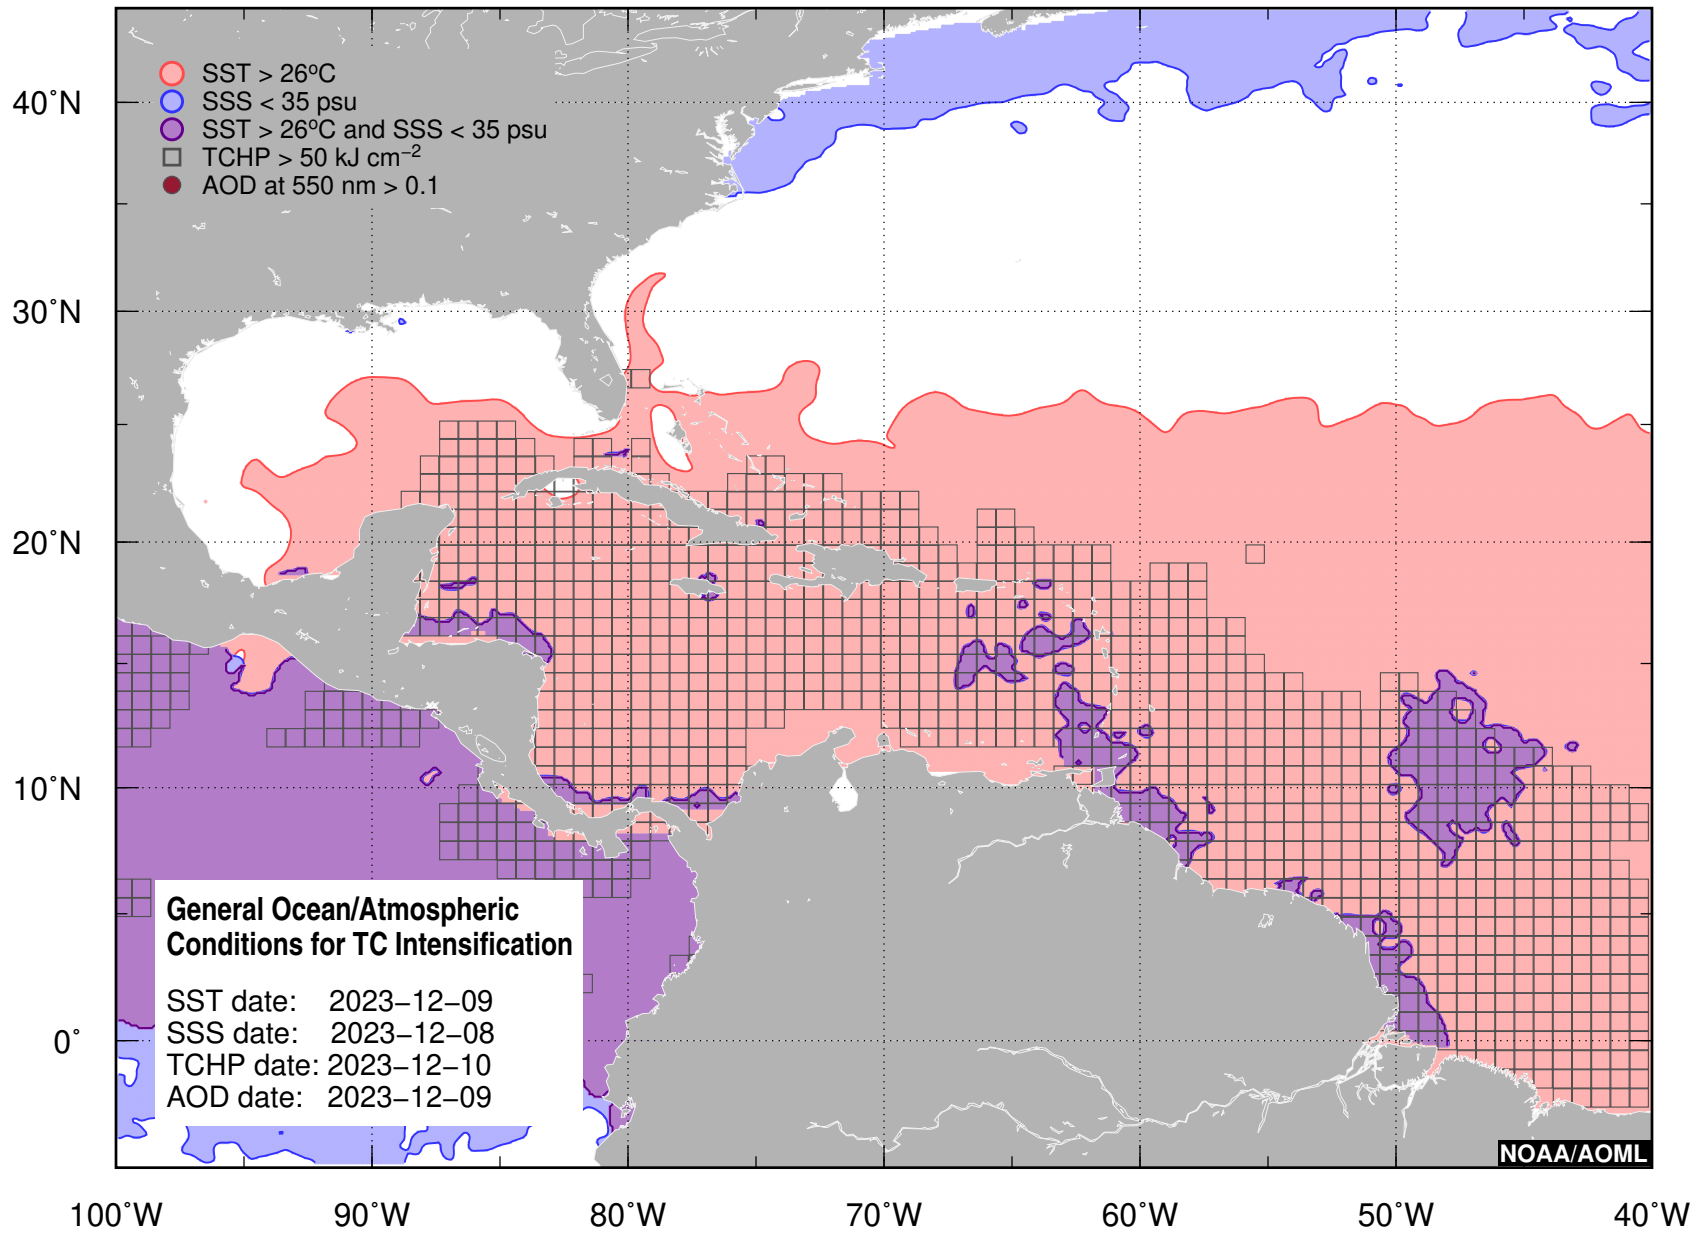 SST > 26°C
SSS < 35 psu
SST > 26°C and SSS < 35 psu
TCHP > 50 kJ cm⁻²
AOD at 550 nm > 0.1
40°N
30°N
20°N
10°N
0°
General Ocean/Atmospheric
Conditions for TC Intensification
SST date: 2023−12−09
SSS date: 2023−12−08
TCHP date: 2023−12−10
AOD date: 2023−12−09
NOAA/AOML
100°W 90°W 80°W 70°W 60°W 50°W 40°W